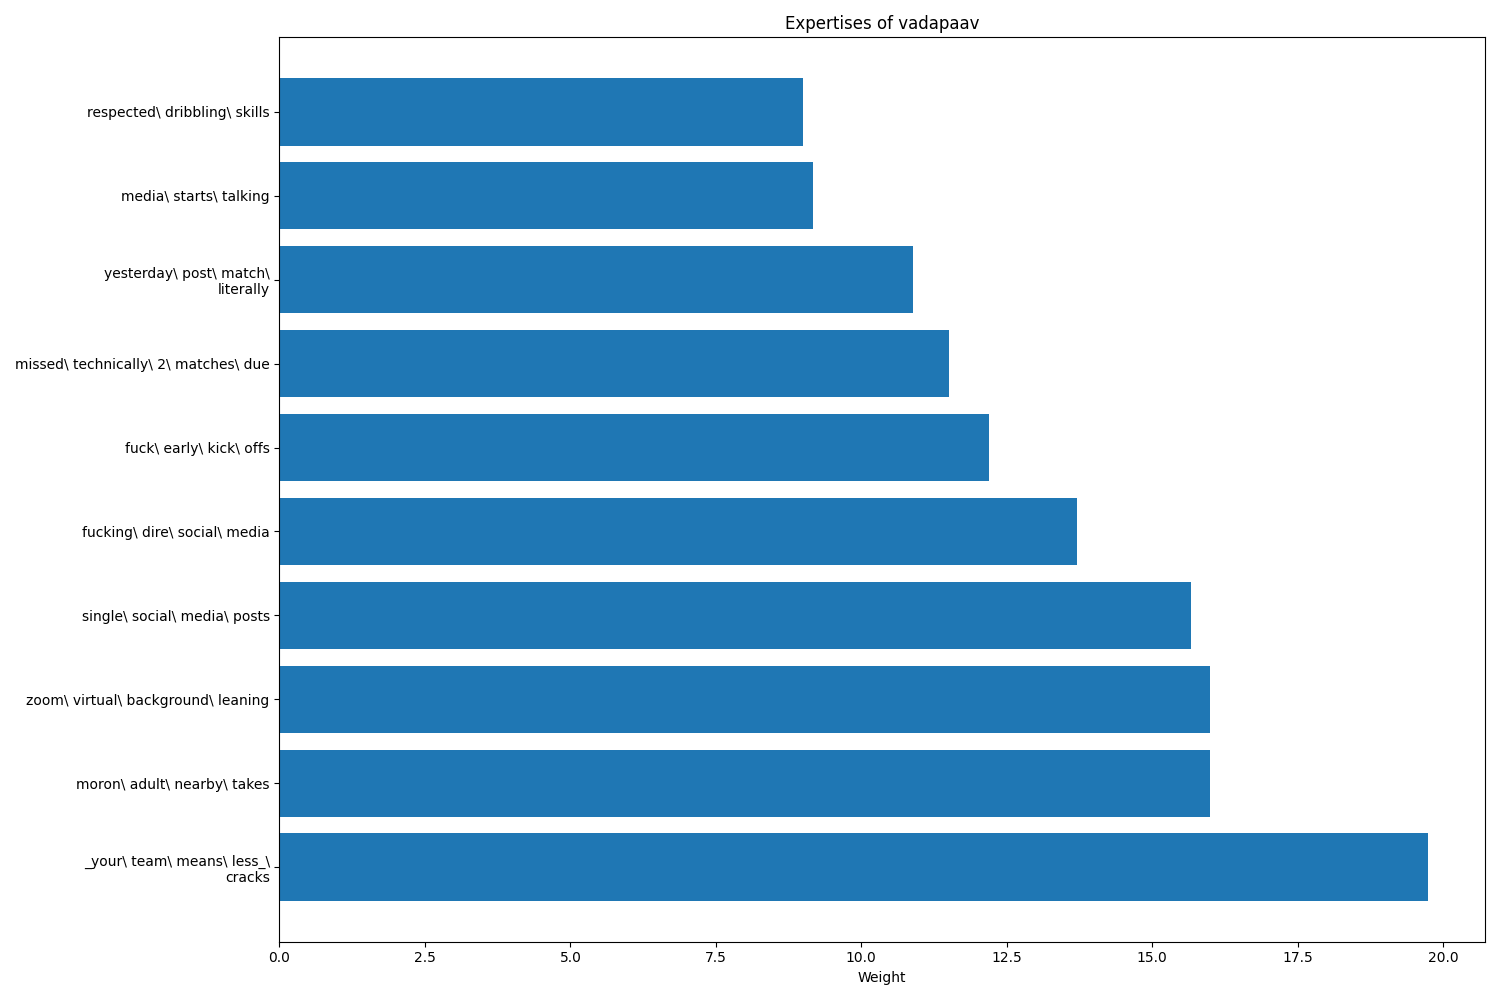 Expertises of vadapaav
respected\ dribbling\ skills
media\ starts\ talking
yesterday\ post\ match\
literally
missed\ technically\ 2\ matches\ due
fuck\ early\ kick\ offs
fucking\ dire\ social\ media
single\ social\ media\ posts
zoom\ virtual\ background\ leaning
moron\ adult\ nearby\ takes
_your\ team\ means\ less_\
cracks
0.0 2.5 5.0 7.5 10.0 12.5 15.0 17.5 20.0
Weight